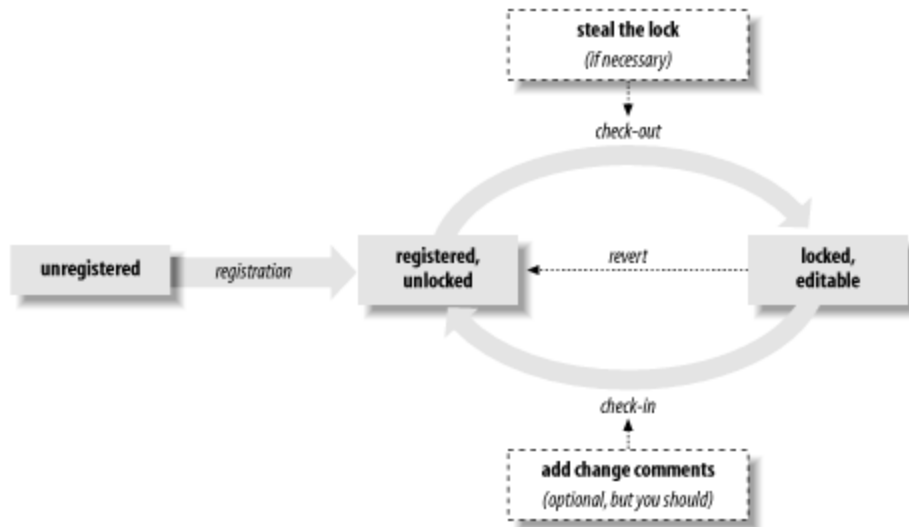 steal the lock
(if necessary)
check-out
unregistered
registration
registered,
unlocked
revert
locked,
editable
check-in
add change comments
(optional, but you should)